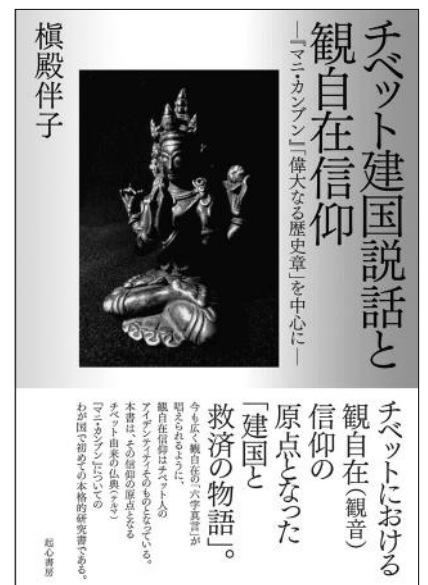 チベット建国説話と
観自在信仰
―『マニ・カンブン』「偉大なる歴史章」を中心に―
槇殿伴子
チベットにおける
観自在(観音)
信仰の
原点となった
「建国と
救済の物語」。
今も広く観自在の「六字真言」が
唱えられるように、
観自在信仰はチベット人の
アイデンティティそのものとなっている。
本書は、その信仰の原点となる
チベット由来の仏典(テルマ)
『マニ・カンブン』についての
わが国で初めての本格的研究書である。
起心書房